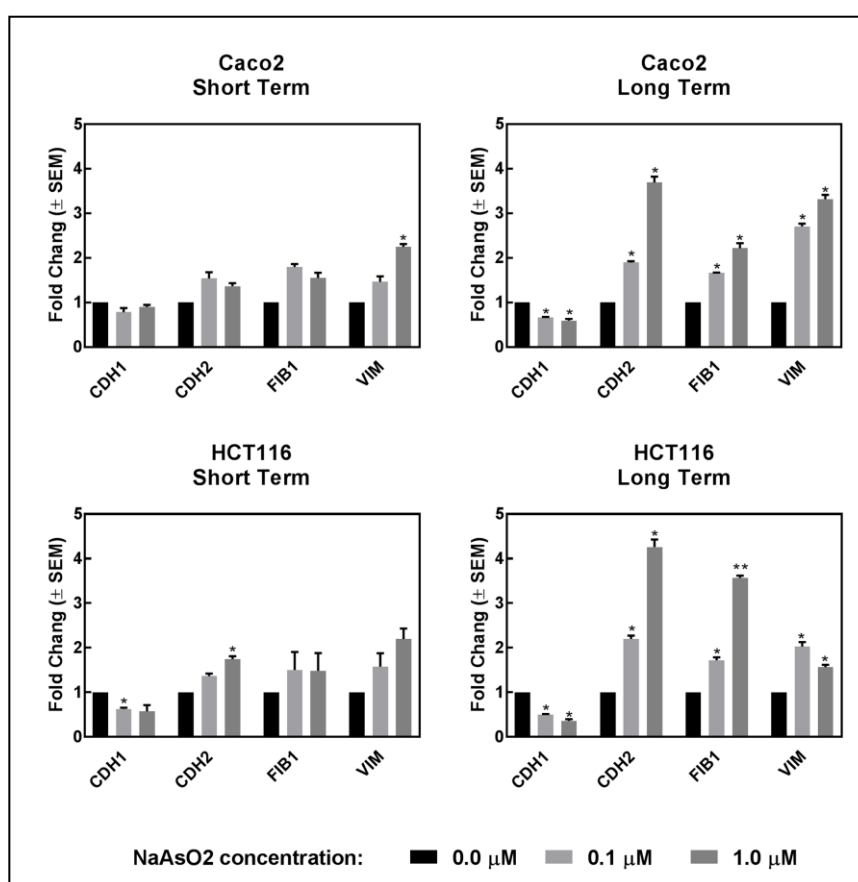 Caco2
Short Term
Fold Chang (± SEM)
5
4
3
2
1
0
*
CDH1
CDH2
FIB1
VIM
Caco2
Long Term
Fold Chang (± SEM)
5
4
3
2
1
0
* * * * * * * *
CDH1
CDH2
FIB1
VIM
HCT116
Short Term
Fold Chang (± SEM)
5
4
3
2
1
0
* *
CDH1
CDH2
FIB1
VIM
HCT116
Long Term
Fold Chang (± SEM)
5
4
3
2
1
0
* * * * * ** * *
CDH1
CDH2
FIB1
VIM
NaAsO2 concentration: 0.0 μM 0.1 μM 1.0 μM